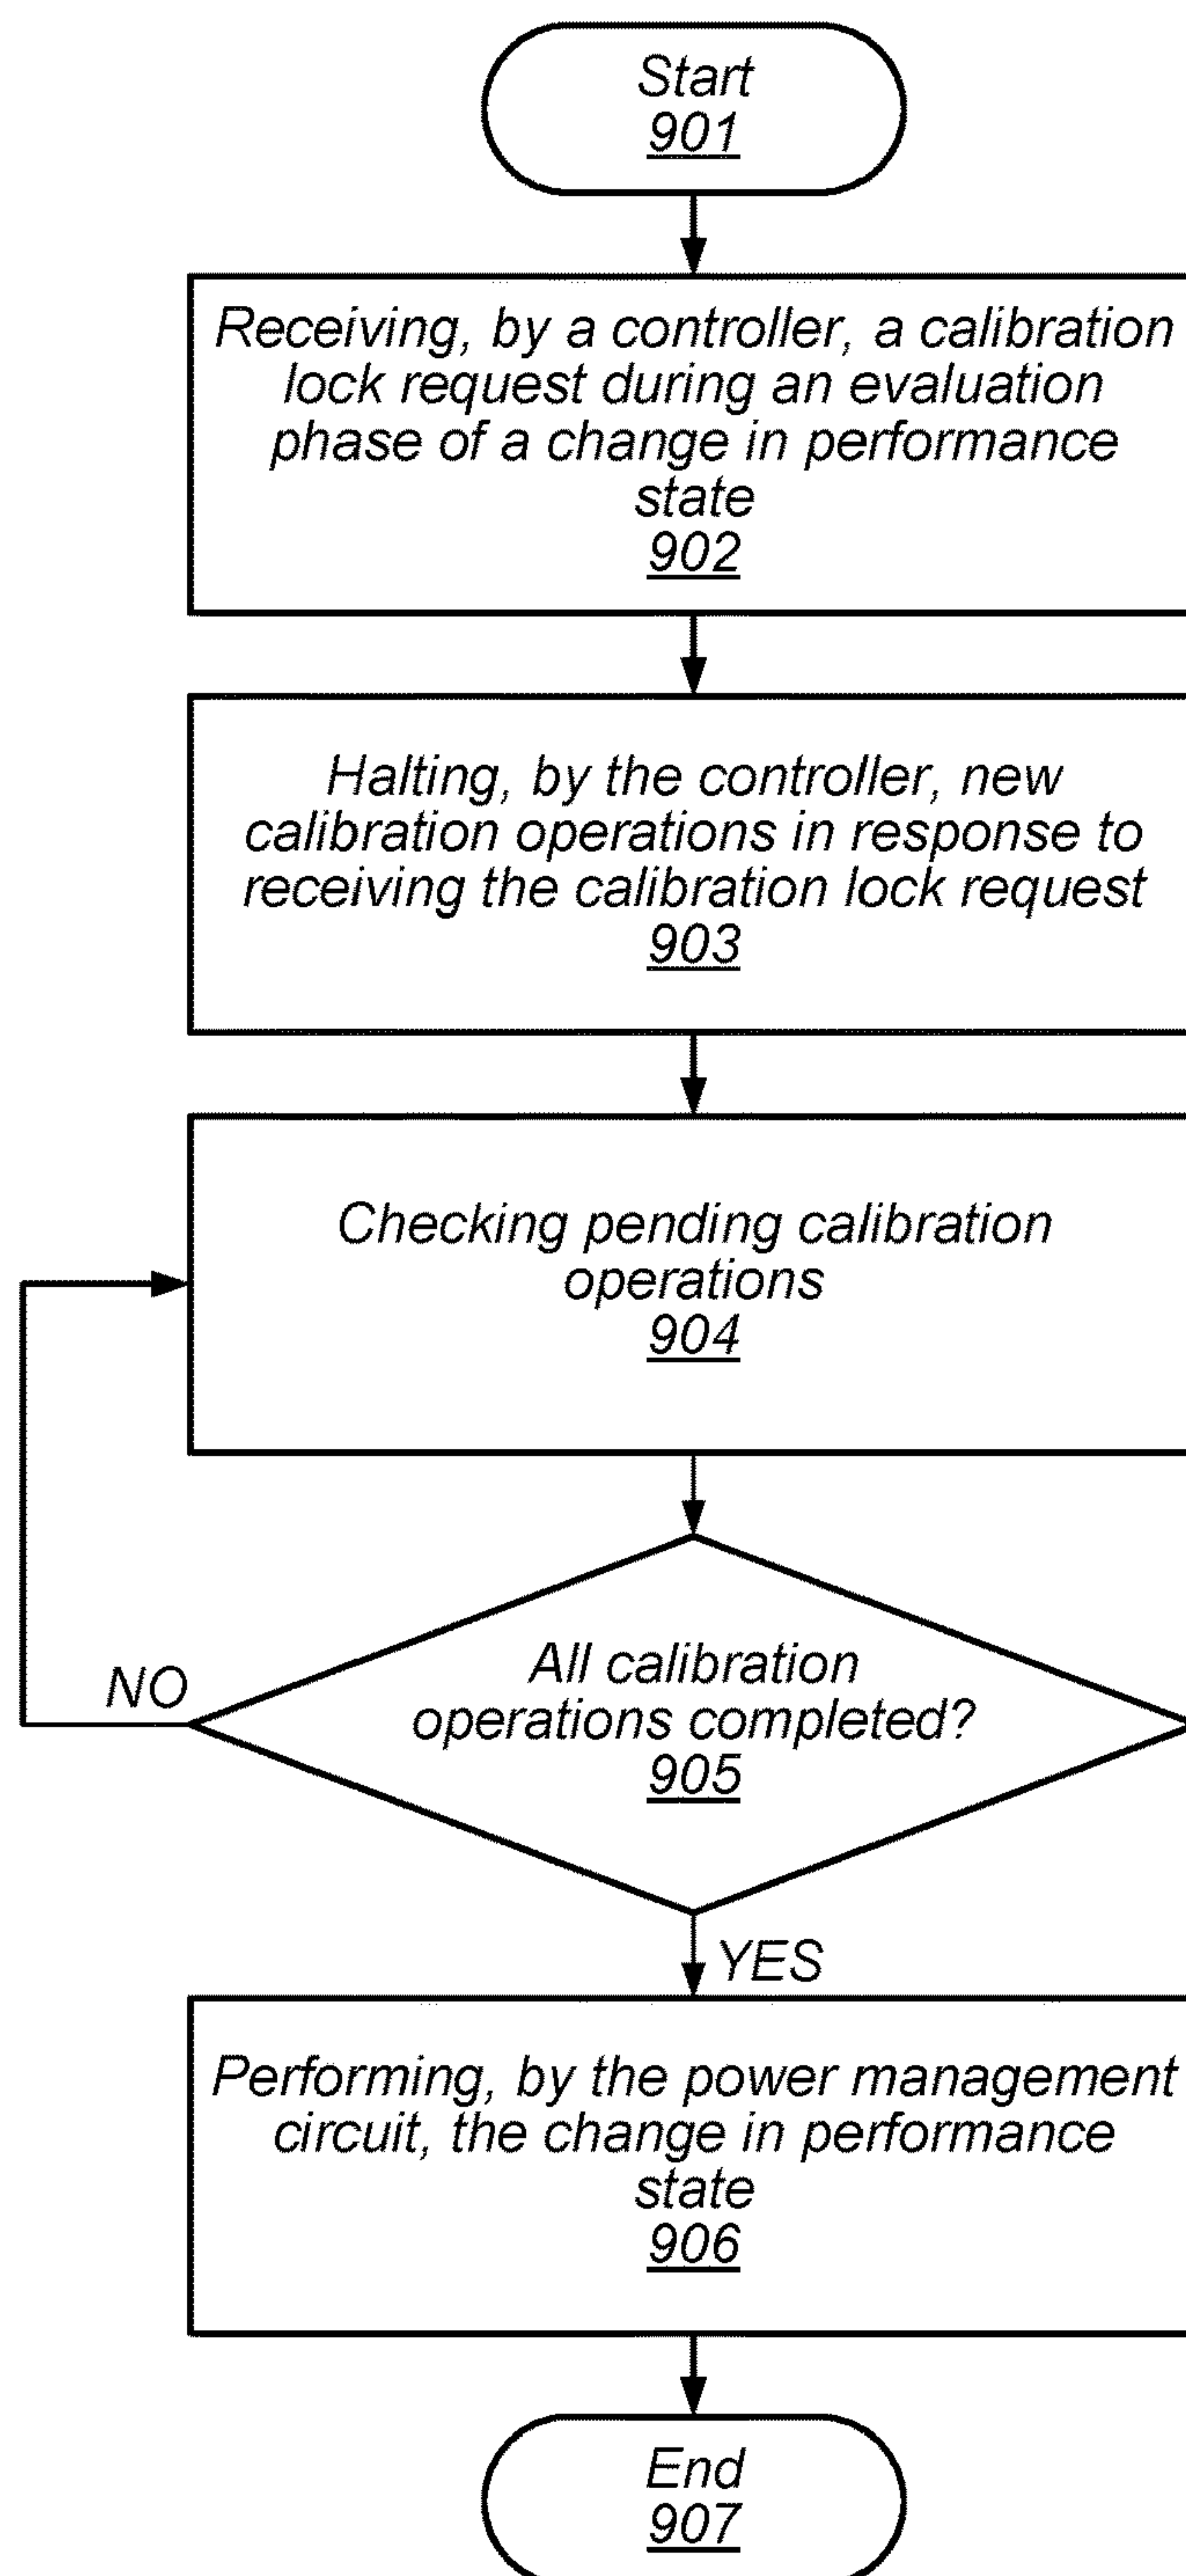 Start
901
Receiving, by a controller, a calibration
lock request during an evaluation
phase of a change in performance
state
902
Halting, by the controller, new
calibration operations in response to
receiving the calibration lock request
903
Checking pending calibration
operations
904
All calibration
operations completed?
905
NO
YES
Performing, by the power management
circuit, the change in performance
state
906
End
907